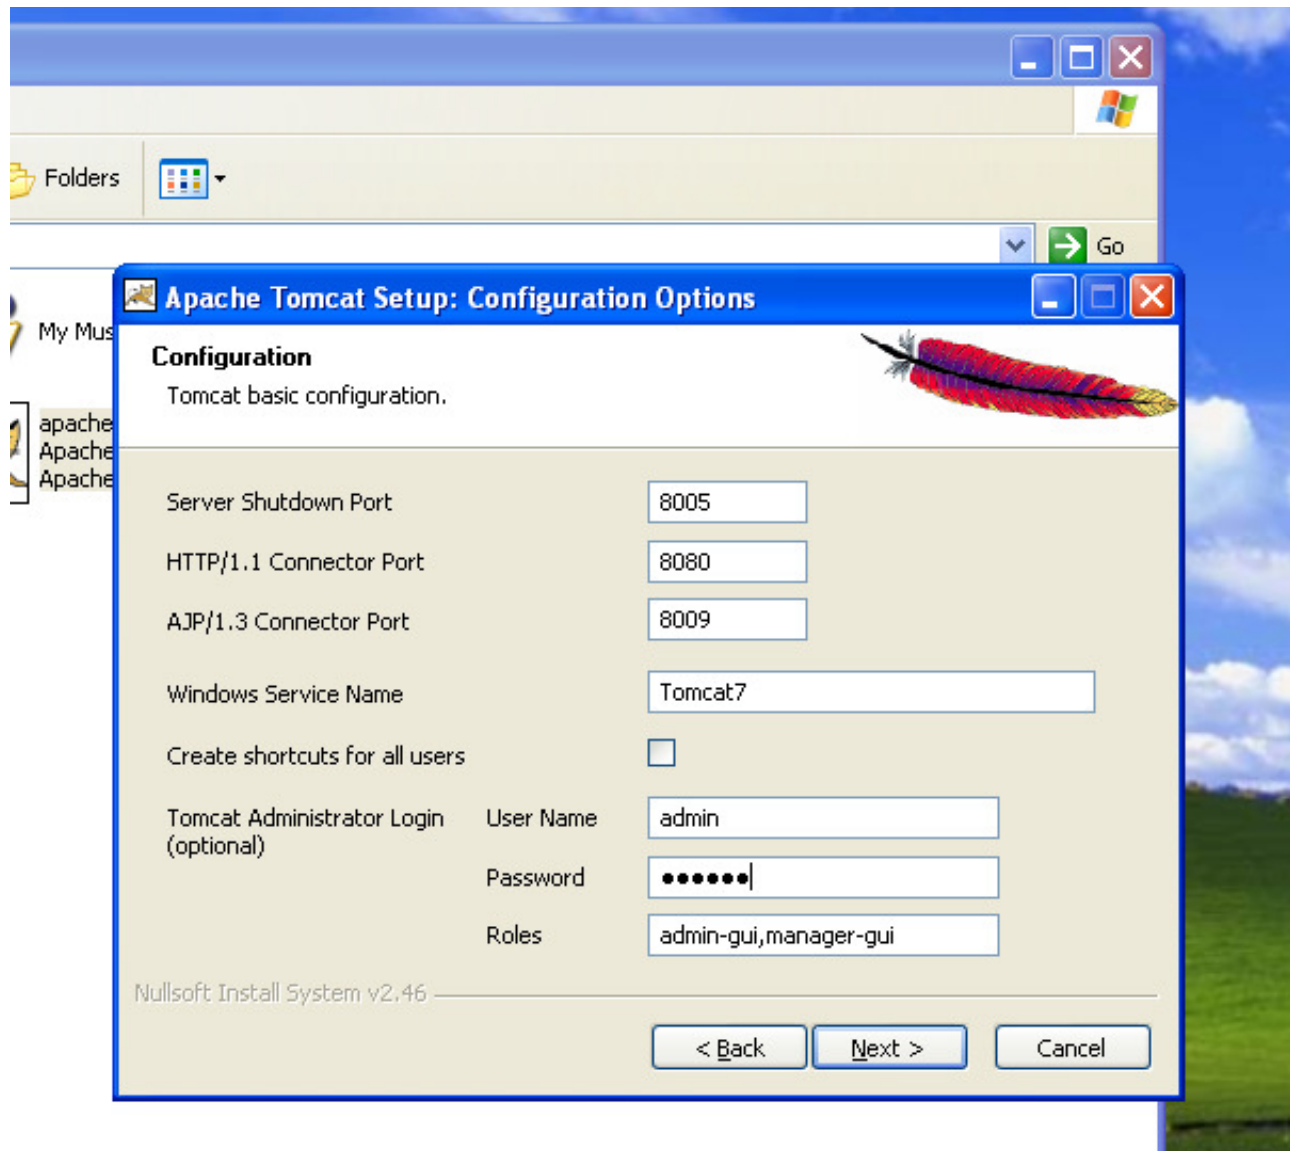 Folders
Go
My Mus
apache
Apache
Apache
Apache Tomcat Setup: Configuration Options
Configuration
Tomcat basic configuration.
Server Shutdown Port 8005
HTTP/1.1 Connector Port 8080
AJP/1.3 Connector Port 8009
Windows Service Name Tomcat7
Create shortcuts for all users
Tomcat Administrator Login User Name admin
(optional)
Password ●●●●●●
Roles admin-gui,manager-gui
Nullsoft Install System v2.46
< Back Next > Cancel